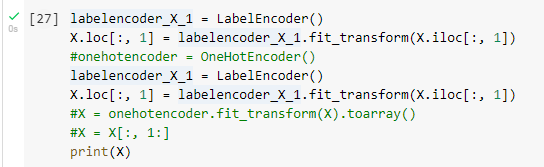 [27] labelencoder_X_1 = LabelEncoder()
0s
X.loc[:, 1] = labelencoder_X_1.fit_transform(X.iloc[:, 1])
#onehotencoder = OneHotEncoder()
labelencoder_X_1 = LabelEncoder()
X.loc[:, 1] = labelencoder_X_1.fit_transform(X.iloc[:, 1])
#X = onehotencoder.fit_transform(X).toarray()
#X = X[:, 1:]
print(X)